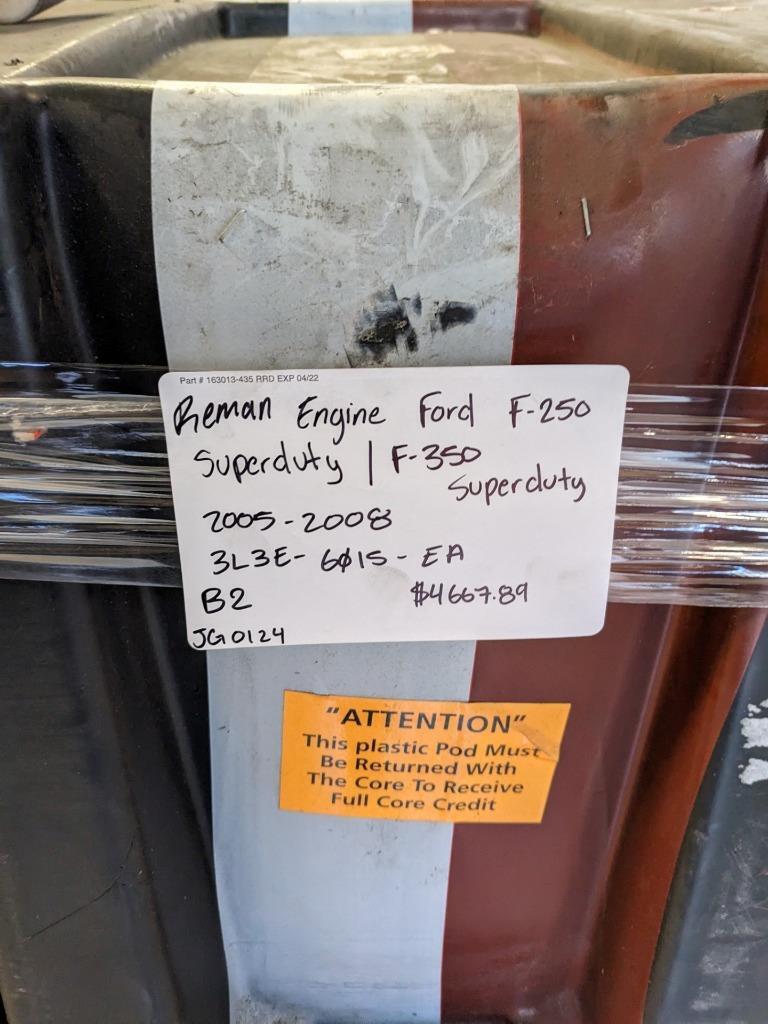 Part # 163013-435 RRD EXP 04/22
Reman Engine Ford F-250
Superduty | F-350
Superduty
2005-2008
3L3E-6015-EA
B2 $4667.89
JG0124
"ATTENTION"
This plastic Pod Must
Be Returned With
The Core To Receive
Full Core Credit